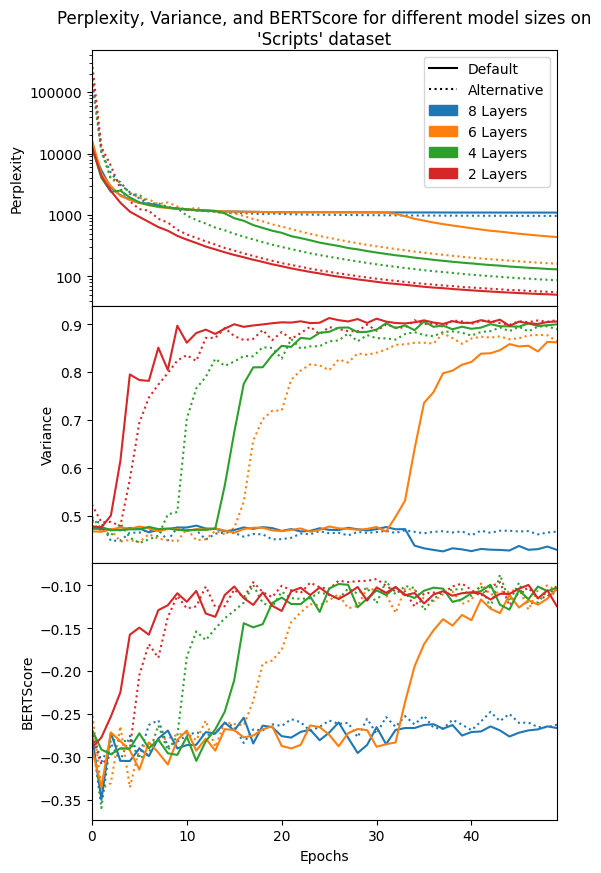 Perplexity, Variance, and BERTScore for different model sizes on
'Scripts' dataset
Default
Alternative
8 Layers
6 Layers
4 Layers
2 Layers
100000
10000
1000
100
Perplexity
0.9
0.8
0.7
0.6
0.5
Variance
−0.10
−0.15
−0.20
−0.25
−0.30
−0.35
BERTScore
0
10
20
30
40
Epochs